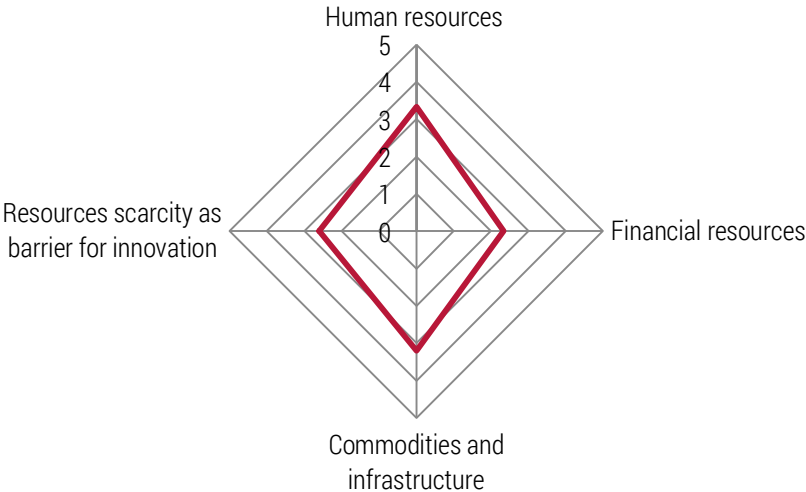 Human resources
5
4
3
2
1
0
Resources scarcity as
barrier for innovation
Financial resources
Commodities and
infrastructure